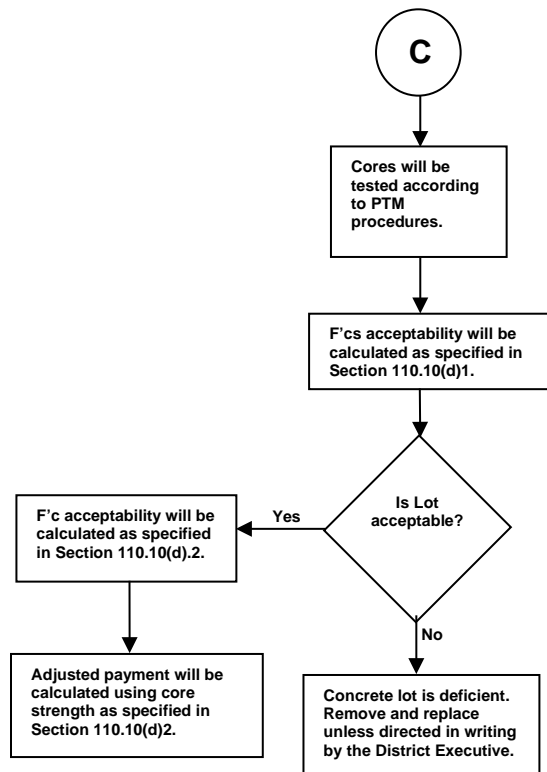 C
Cores will be
tested according
to PTM
procedures.
F'cs acceptability will be
calculated as specified in
Section 110.10(d)1.
Is Lot
acceptable?
Yes
F'c acceptability will be
calculated as specified
in Section 110.10(d).2.
Adjusted payment will be
calculated using core
strength as specified in
Section 110.10(d)2.
No
Concrete lot is deficient.
Remove and replace
unless directed in writing
by the District Executive.